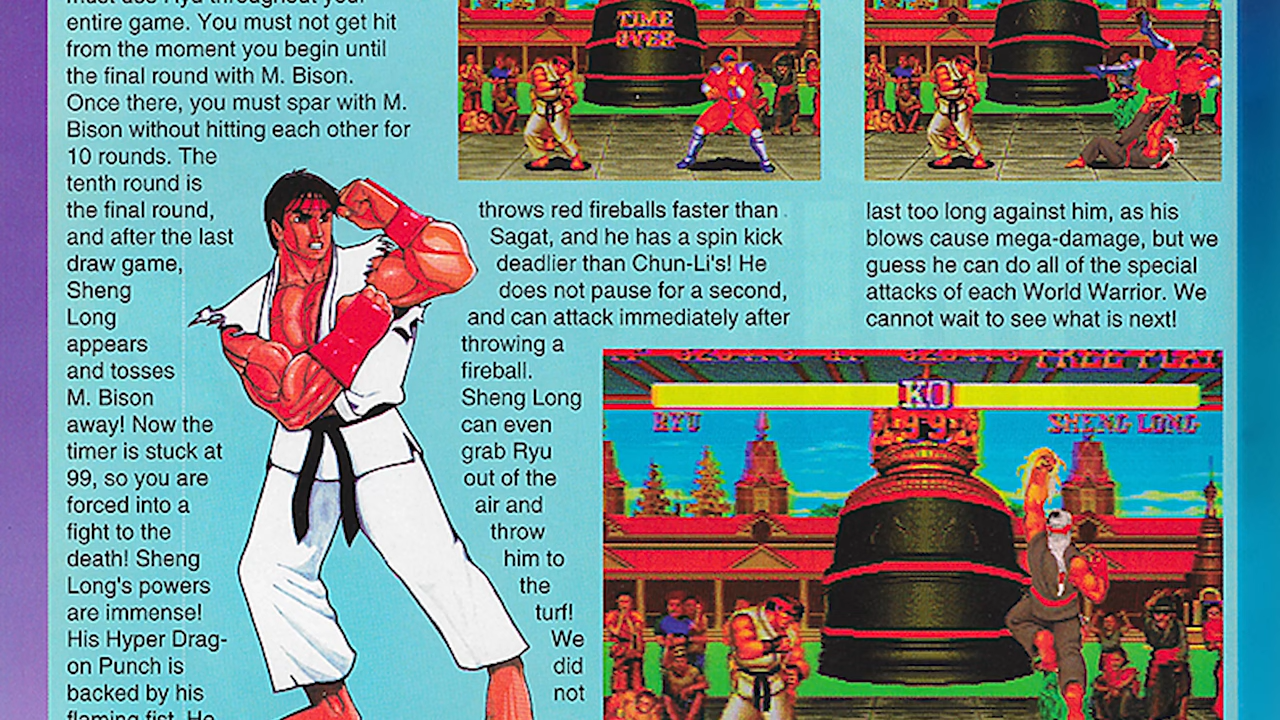 must use Ryu throughout your
entire game. You must not get hit
from the moment you begin until
the final round with M. Bison.
Once there, you must spar with M.
Bison without hitting each other for
10 rounds. The
tenth round is
the final round,
and after the last
draw game,
Sheng
Long
appears
and tosses
M. Bison
away! Now the
timer is stuck at
99, so you are
forced into a
fight to the
death! Sheng
Long's powers
are immense!
His Hyper Drag-
on Punch is
backed by his
flaming fist. He
TIME
OVER
throws red fireballs faster than
Sagat, and he has a spin kick
deadlier than Chun-Li's! He
does not pause for a second,
and can attack immediately after
throwing a
fireball.
Sheng Long
can even
grab Ryu
out of the
air and
throw
him to
the
turf!
We
did
not
last too long against him, as his
blows cause mega-damage, but we
guess he can do all of the special
attacks of each World Warrior. We
cannot wait to see what is next!
FREE PLAY
KO
RYU
99
SHENG LONG